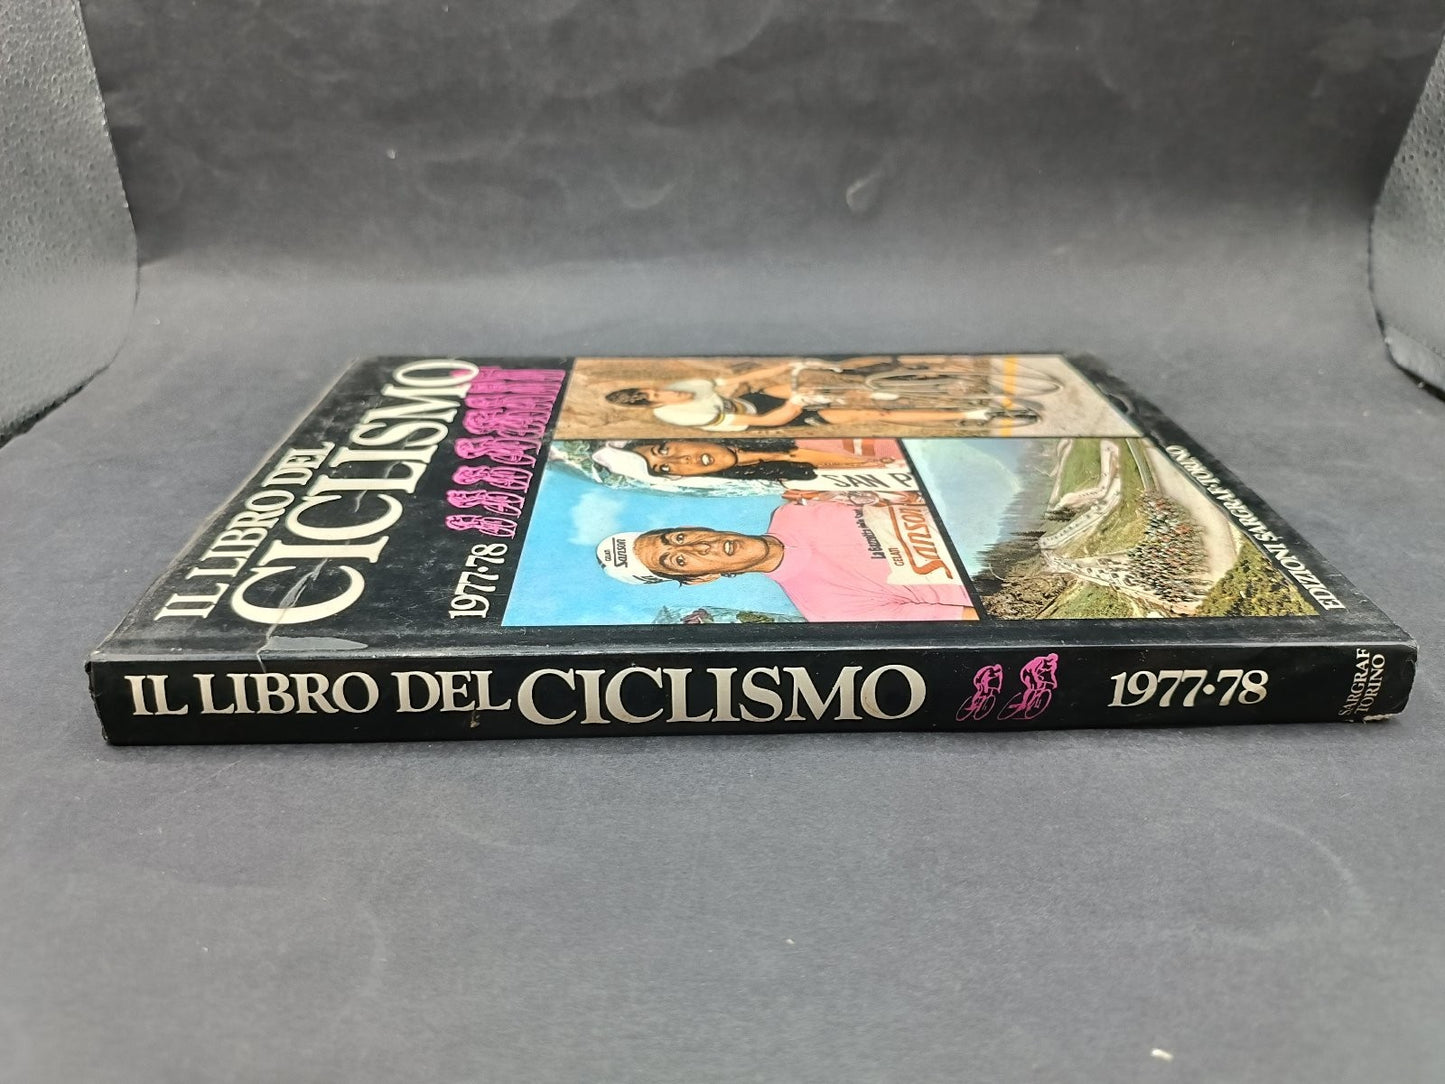 IL LIBRO DEL
CICLISMO
1977·78
SAN P
GELATI
Sanson
EDIZIONI SARGRAF TORINO
IL LIBRO DEL CICLISMO
1977·78
SARGRAF
TORINO